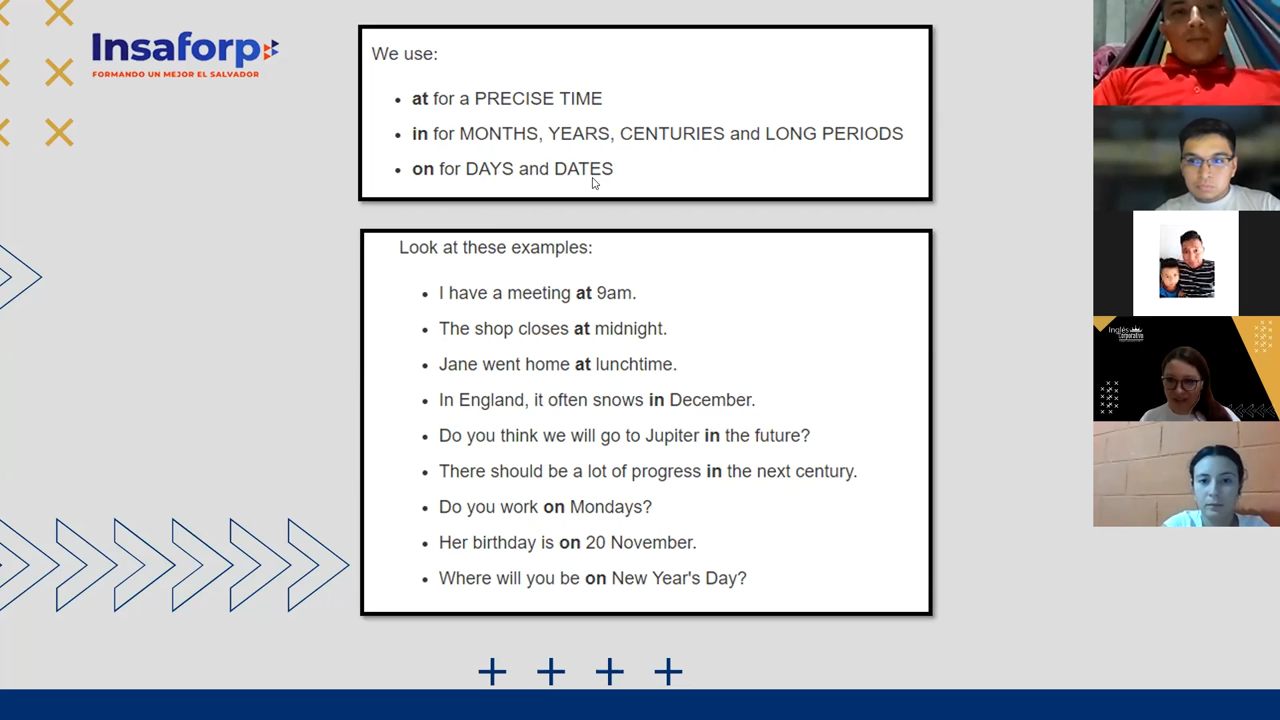 Insaforp
FORMANDO UN MEJOR EL SALVADOR
We use:
• at for a PRECISE TIME
• in for MONTHS, YEARS, CENTURIES and LONG PERIODS
• on for DAYS and DATES
Look at these examples:
• I have a meeting at 9am.
• The shop closes at midnight.
• Jane went home at lunchtime.
• In England, it often snows in December.
• Do you think we will go to Jupiter in the future?
• There should be a lot of progress in the next century.
• Do you work on Mondays?
• Her birthday is on 20 November.
• Where will you be on New Year's Day?
Inglés
Corporativo